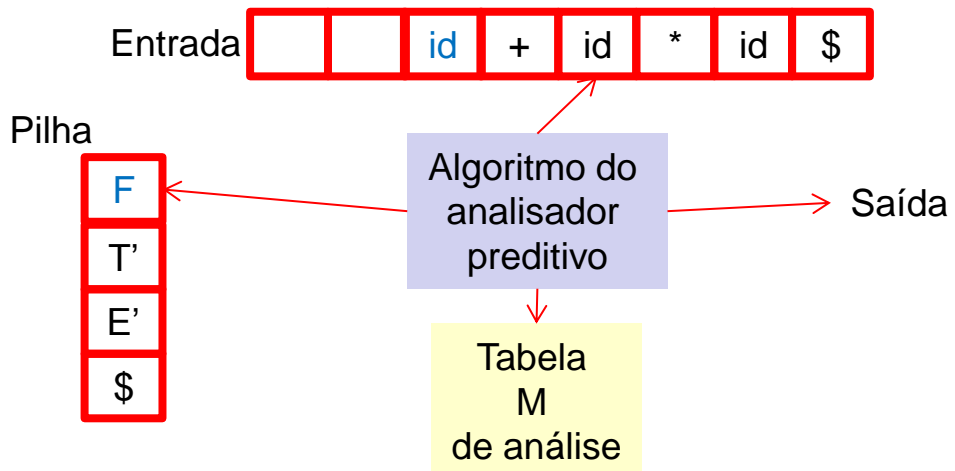 Entrada id + id * id $
Pilha
F
T’
E’
$
Algoritmo do
analisador
preditivo
Saída
Tabela
M
de análise